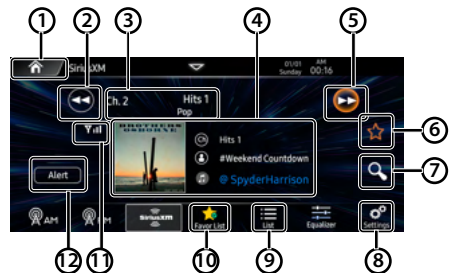 1 2 3 4 5
SiriusXM 01/01 Sunday AM 00:16
Ch. 2 Hits 1
Pop
BROTHERS OSBORNE
Ch Hits 1
#Weekend Countdown
@ SpyderHarrison
6
7
Alert
AM SiriusXM Favor List List Equalizer Settings
12 11 10 9 8